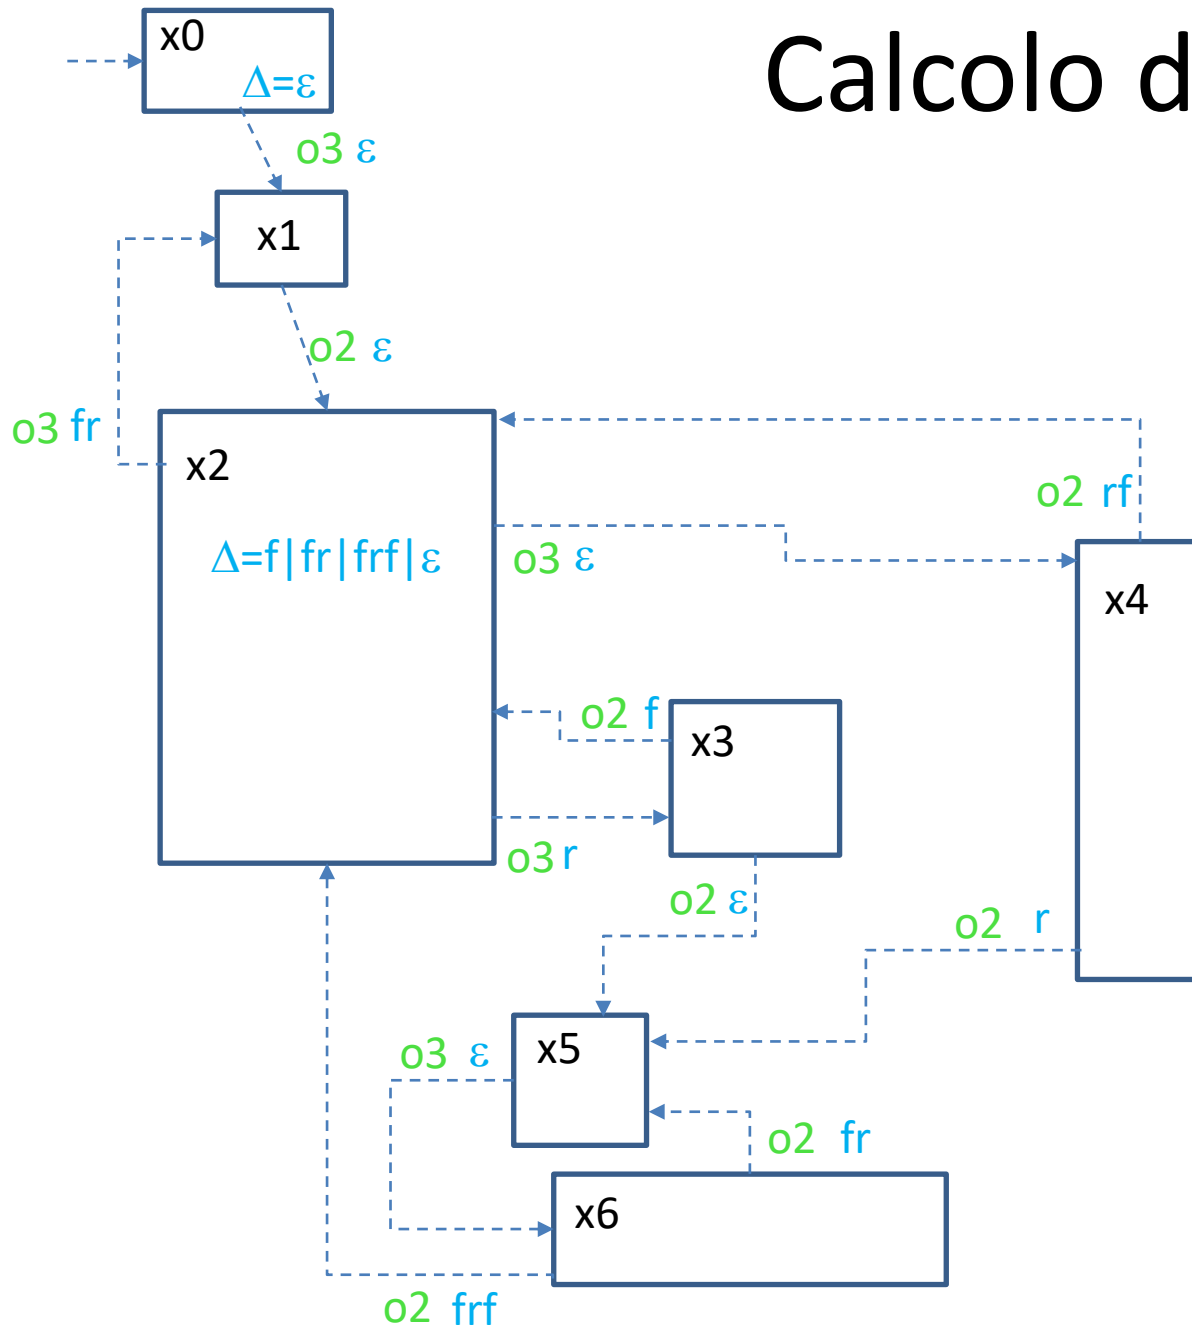 Calcolo d
x0
Δ=ε
o3 ε
x1
o2 ε
o3 fr
x2
Δ=f|fr|frf|ε
o2 rf
o3 ε
x4
o2 f
x3
o3 r
o2 ε
o2 r
o3 ε
x5
o2 fr
x6
o2 frf